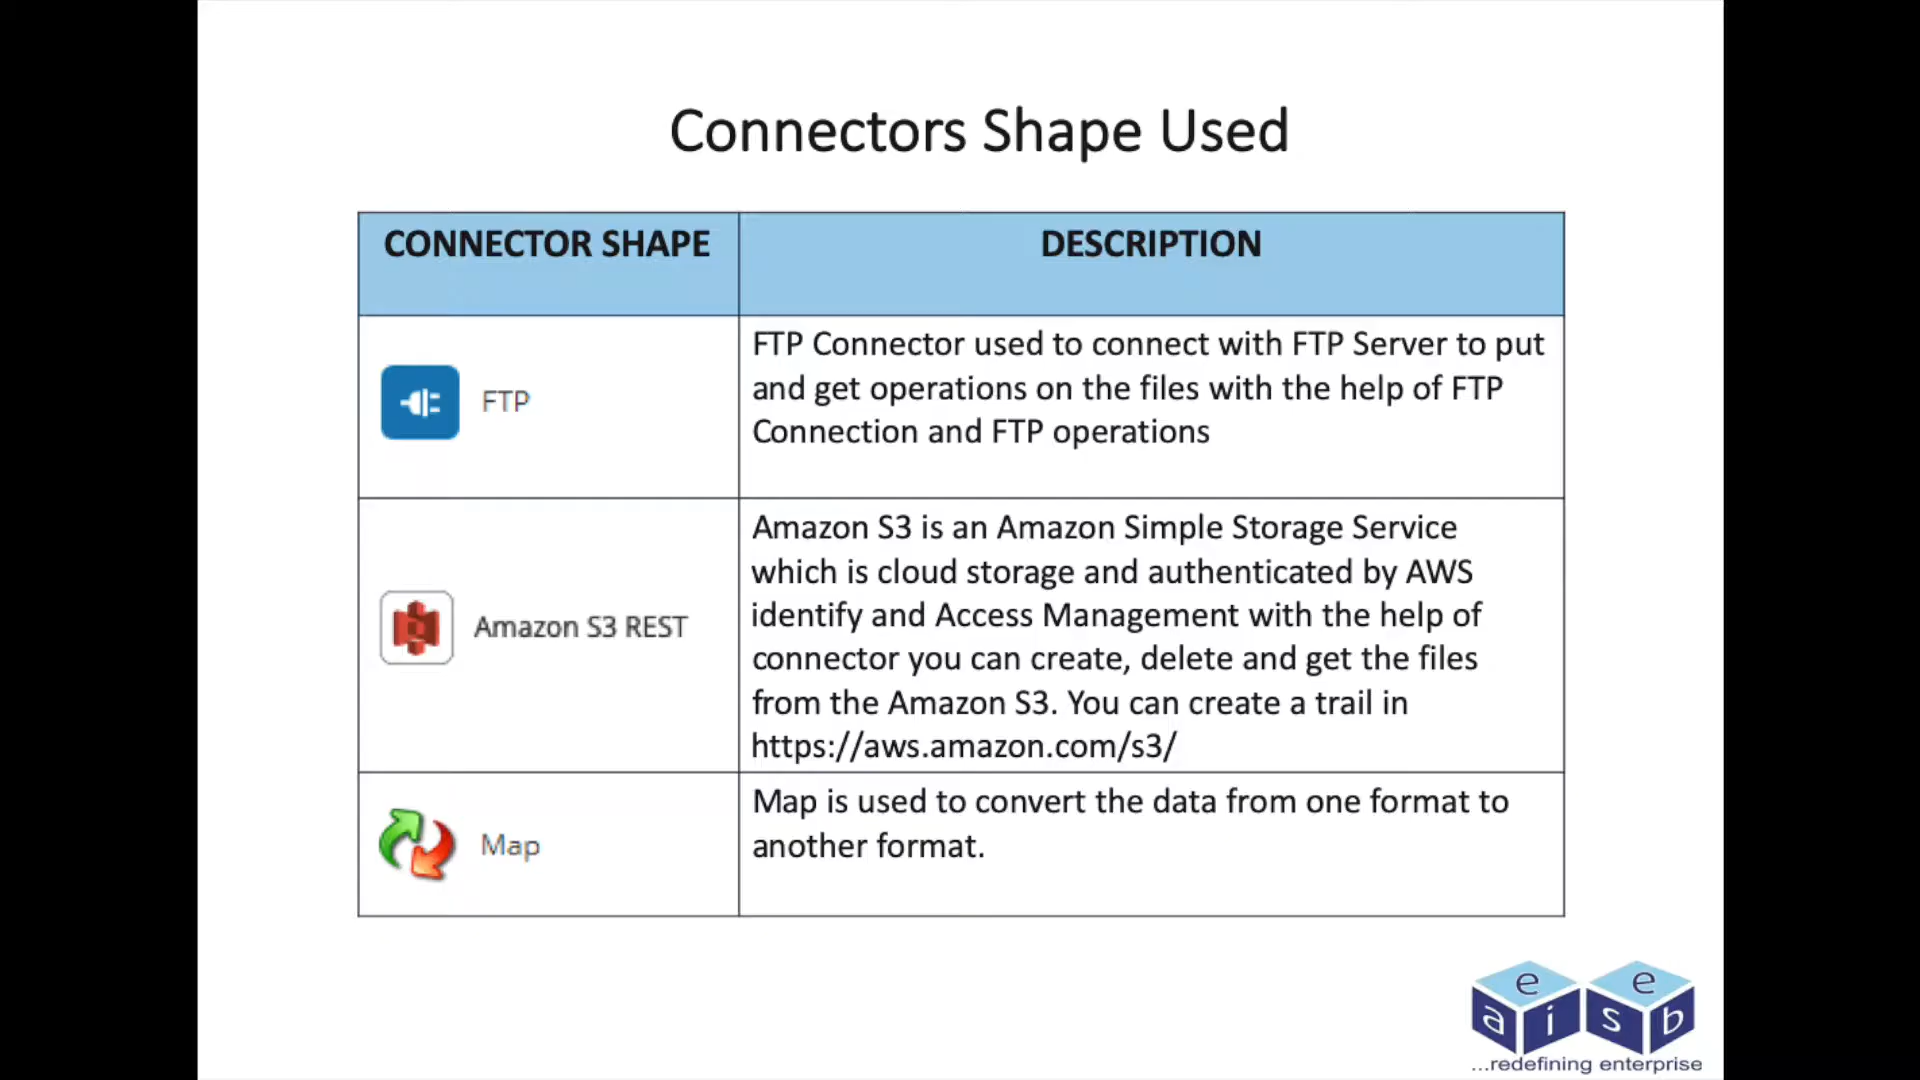 Connectors Shape Used
CONNECTOR SHAPE
DESCRIPTION
FTP
FTP Connector used to connect with FTP Server to put
and get operations on the files with the help of FTP
Connection and FTP operations
Amazon S3 REST
Amazon S3 is an Amazon Simple Storage Service
which is cloud storage and authenticated by AWS
identify and Access Management with the help of
connector you can create, delete and get the files
from the Amazon S3. You can create a trail in
https://aws.amazon.com/s3/
Map
Map is used to convert the data from one format to
another format.
e e
a i s b
...redefining enterprise